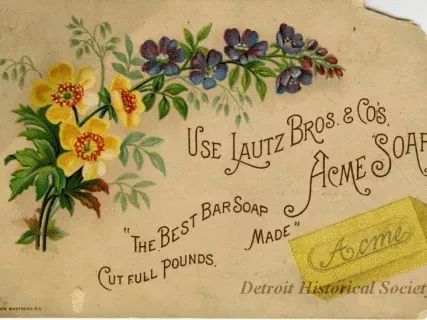 USE LAUTZ BROS. & CO'S.
ACME SOAP
"THE BEST BAR SOAP MADE"
CUT FULL POUNDS.
Acme
Detroit Historical Society